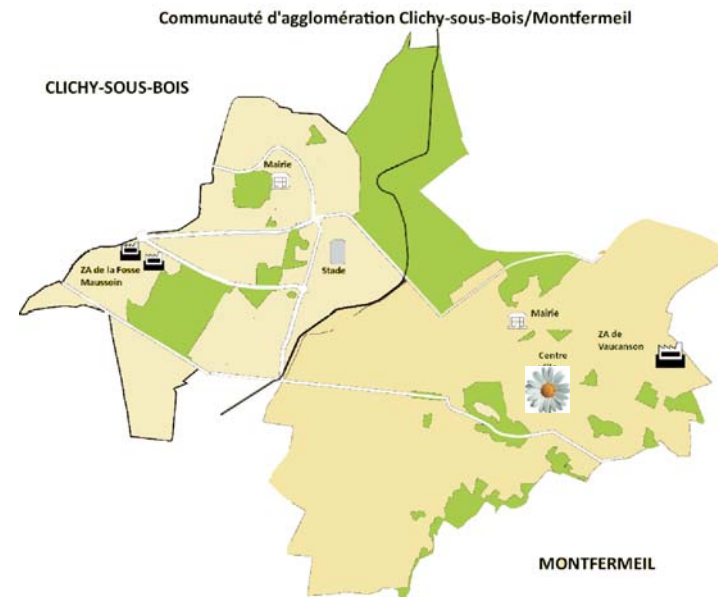 Communauté d'agglomération Clichy-sous-Bois/Montfermeil
CLICHY-SOUS-BOIS
Mairie
ZA de la Fosse
Maussoin
Stade
Mairie
ZA de
Vaucanson
Centre
MONTFERMEIL